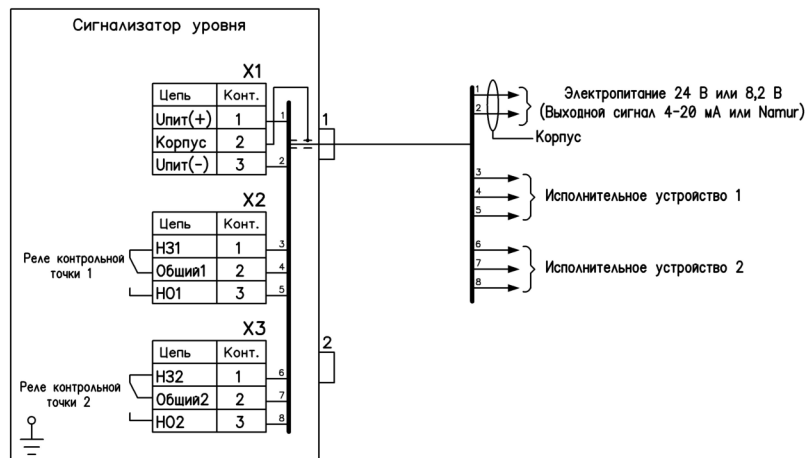 Сигнализатор уровня
X1
Цепь Конт.
Uпит(+) 1
Корпус 2
Uпит(-) 3
1
2
1
X2
Цепь Конт.
НЗ1 1
Общий1 2
НО1 3
3
4
5
Реле контрольной
точки 1
X3
Цепь Конт.
НЗ2 1
Общий2 2
НО2 3
6
7
8
Реле контрольной
точки 2
2
1
2
Электропитание 24 В или 8,2 В
(Выходной сигнал 4-20 мА или Namur)
Корпус
3
4
5
Исполнительное устройство 1
6
7
8
Исполнительное устройство 2